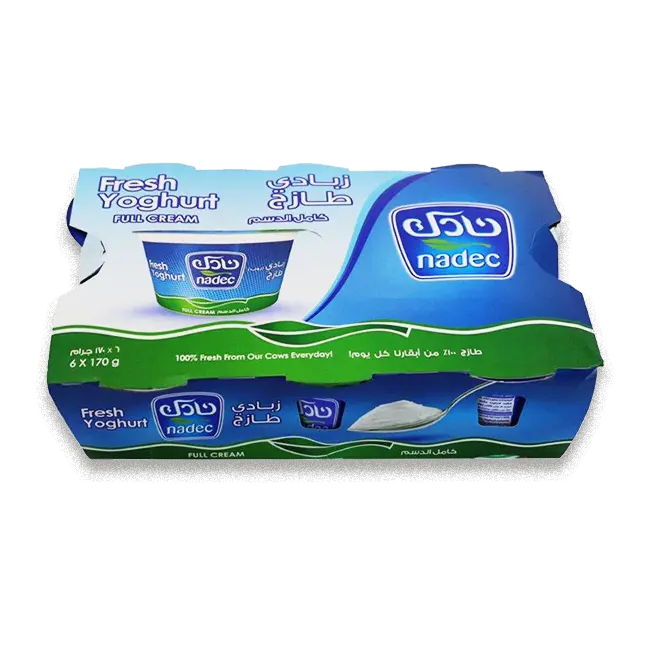 Fresh
Yoghurt
FULL CREAM
زبادي
طازج
كامل الدسم
نادك
nadec
Fresh
Yoghurt
نادك
nadec
زبادي
طازج
FULL CREAM كامل الدسم
٦ × ١٧٠ جرام
6 X 170 g
100% Fresh From Our Cows Everyday!
طازج ١٠٠٪ من أبقارنا كل يوم!
Fresh
Yoghurt
نادك
nadec
زبادي
طازج
نادك
FULL CREAM
كامل الدسم